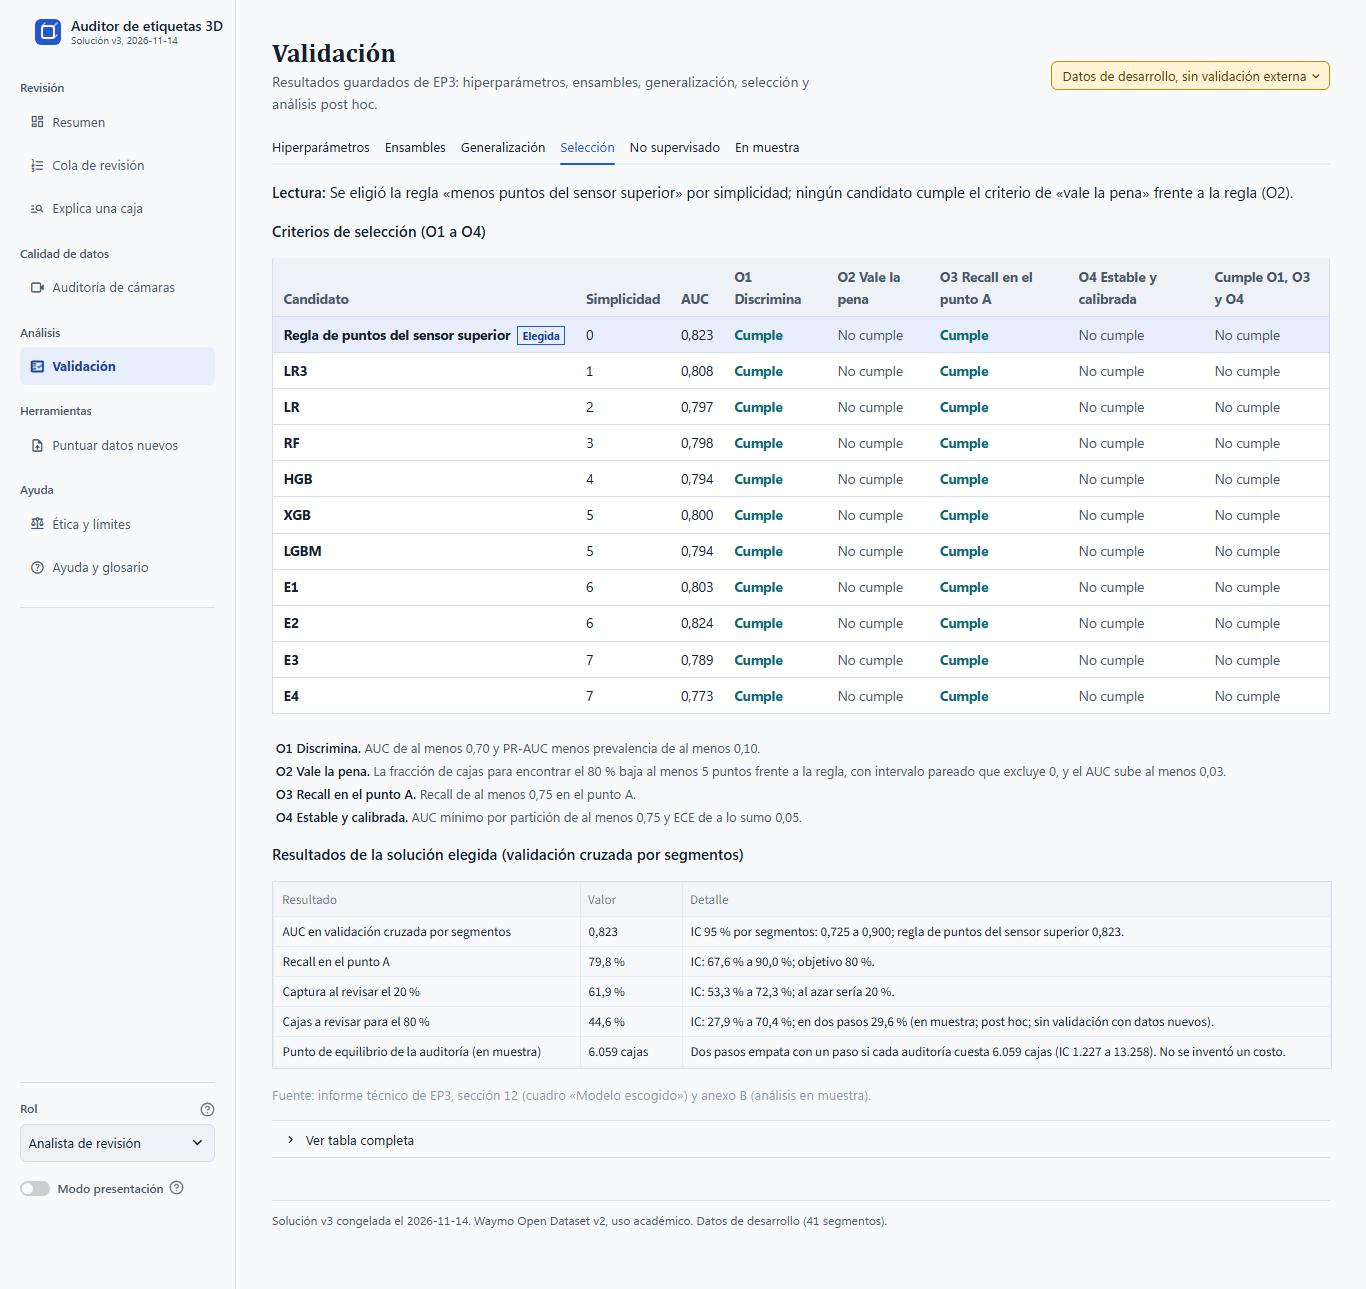 Auditor de etiquetas 3D
Solución v3, 2026-11-14
Revisión
Resumen
Cola de revisión
Explica una caja
Calidad de datos
Auditoría de cámaras
Análisis
Validación
Herramientas
Puntuar datos nuevos
Ayuda
Ética y límites
Ayuda y glosario
Rol
Analista de revisión
Modo presentación
Validación
Resultados guardados de EP3: hiperparámetros, ensambles, generalización, selección y
análisis post hoc.
Datos de desarrollo, sin validación externa
Hiperparámetros Ensambles Generalización Selección No supervisado En muestra
Lectura: Se eligió la regla «menos puntos del sensor superior» por simplicidad; ningún candidato cumple el criterio de «vale la pena» frente a la regla (O2).
Criterios de selección (O1 a O4)
Candidato Simplicidad AUC O1 Discrimina O2 Vale la pena O3 Recall en el punto A O4 Estable y calibrada Cumple O1, O3 y O4
Regla de puntos del sensor superior Elegida 0 0,823 Cumple No cumple Cumple No cumple No cumple
LR3 1 0,808 Cumple No cumple Cumple No cumple No cumple
LR 2 0,797 Cumple No cumple Cumple No cumple No cumple
RF 3 0,798 Cumple No cumple Cumple No cumple No cumple
HGB 4 0,794 Cumple No cumple Cumple No cumple No cumple
XGB 5 0,800 Cumple No cumple Cumple No cumple No cumple
LGBM 5 0,794 Cumple No cumple Cumple No cumple No cumple
E1 6 0,803 Cumple No cumple Cumple No cumple No cumple
E2 6 0,824 Cumple No cumple Cumple No cumple No cumple
E3 7 0,789 Cumple No cumple Cumple No cumple No cumple
E4 7 0,773 Cumple No cumple Cumple No cumple No cumple
O1 Discrimina. AUC de al menos 0,70 y PR-AUC menos prevalencia de al menos 0,10.
O2 Vale la pena. La fracción de cajas para encontrar el 80 % baja al menos 5 puntos frente a la regla, con intervalo pareado que excluye 0, y el AUC sube al menos 0,03.
O3 Recall en el punto A. Recall de al menos 0,75 en el punto A.
O4 Estable y calibrada. AUC mínimo por partición de al menos 0,75 y ECE de a lo sumo 0,05.
Resultados de la solución elegida (validación cruzada por segmentos)
Resultado Valor Detalle
AUC en validación cruzada por segmentos 0,823 IC 95 % por segmentos: 0,725 a 0,900; regla de puntos del sensor superior 0,823.
Recall en el punto A 79,8 % IC: 67,6 % a 90,0 %; objetivo 80 %.
Captura al revisar el 20 % 61,9 % IC: 53,3 % a 72,3 %; al azar sería 20 %.
Cajas a revisar para el 80 % 44,6 % IC: 27,9 % a 70,4 %; en dos pasos 29,6 % (en muestra; post hoc; sin validación con datos nuevos).
Punto de equilibrio de la auditoría (en muestra) 6.059 cajas Dos pasos empata con un paso si cada auditoría cuesta 6.059 cajas (IC 1.227 a 13.258). No se inventó un costo.
Fuente: informe técnico de EP3, sección 12 (cuadro «Modelo escogido») y anexo B (análisis en muestra).
Ver tabla completa
Solución v3 congelada el 2026-11-14. Waymo Open Dataset v2, uso académico. Datos de desarrollo (41 segmentos).